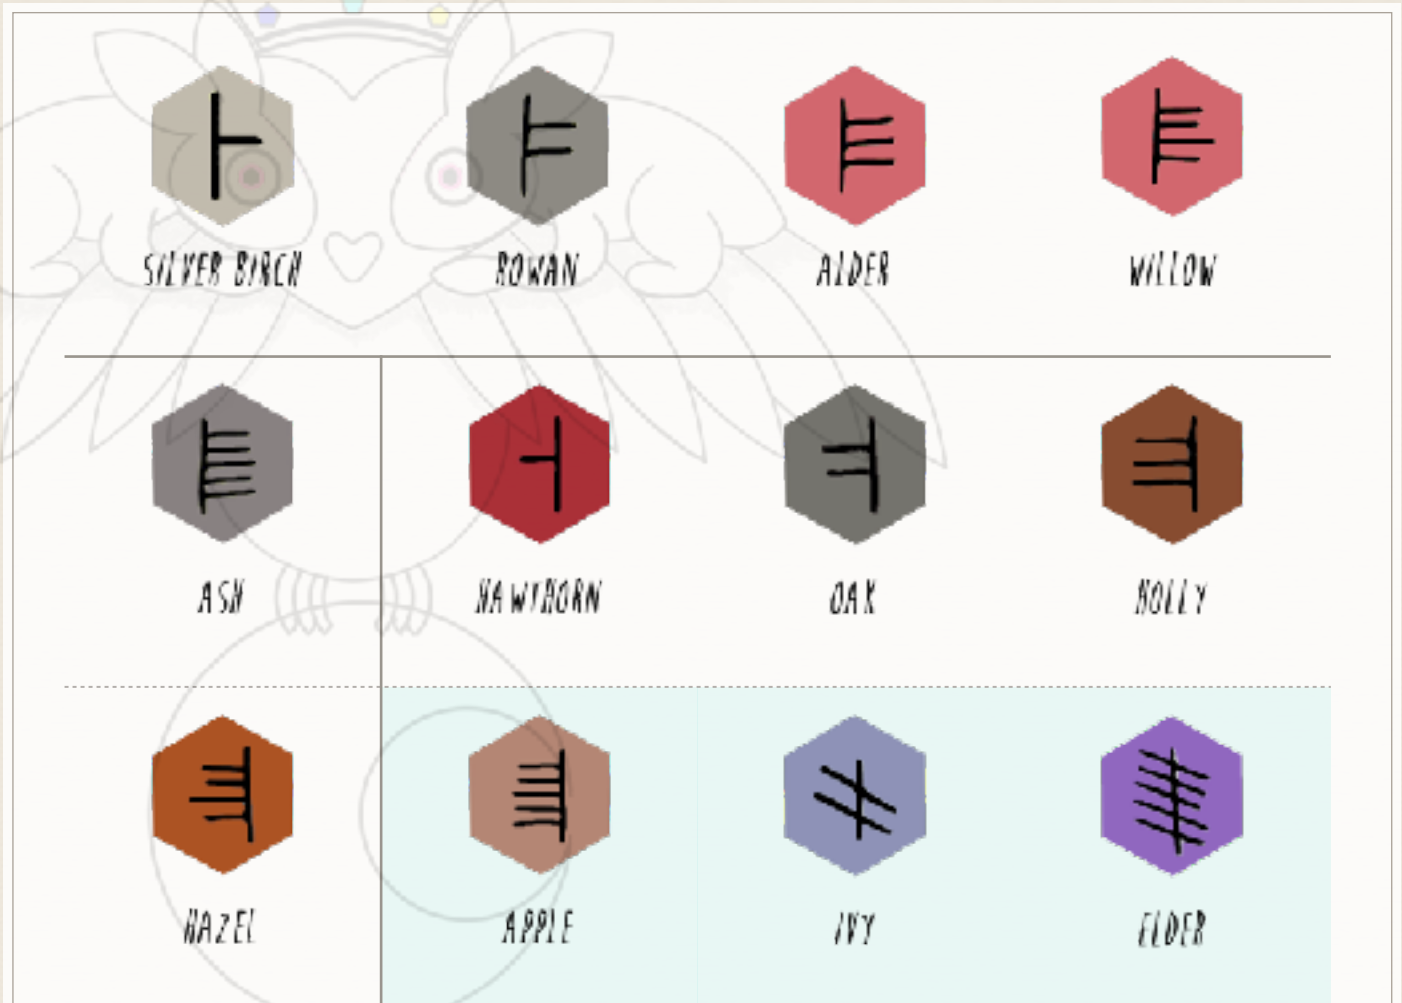 ᚁ ᚂ ᚃ ᚄ
SILVER BIRCH ROWAN ALDER WILLOW
ᚅ ᚆ ᚇ ᚈ
ASH HAWTHORN OAK HOLLY
ᚉ ᚊ ᚌ ᚏ
HAZEL APPLE IVY ELDER